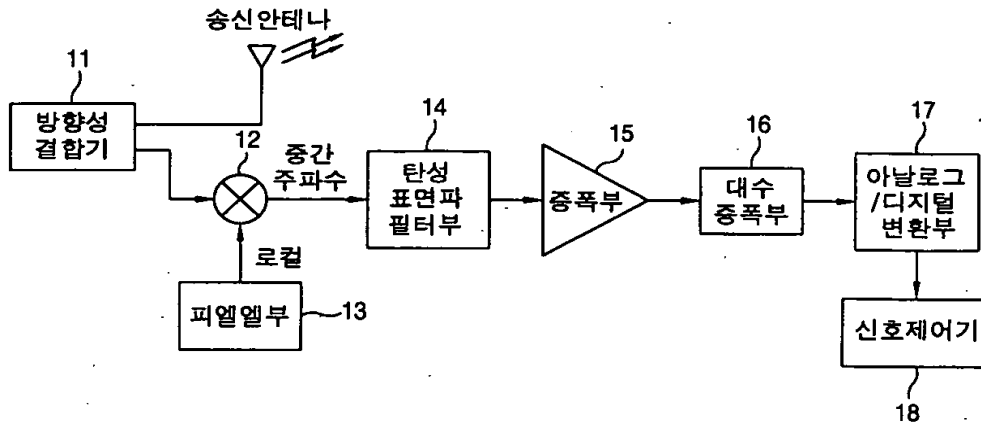 송신안테나
11
방향성
결합기
12
중간
주파수
로컬
피엘엘부
13
14
탄성
표면파
필터부
15
증폭부
16
대수
증폭부
17
아날로그
/디지털
변환부
신호제어기
18